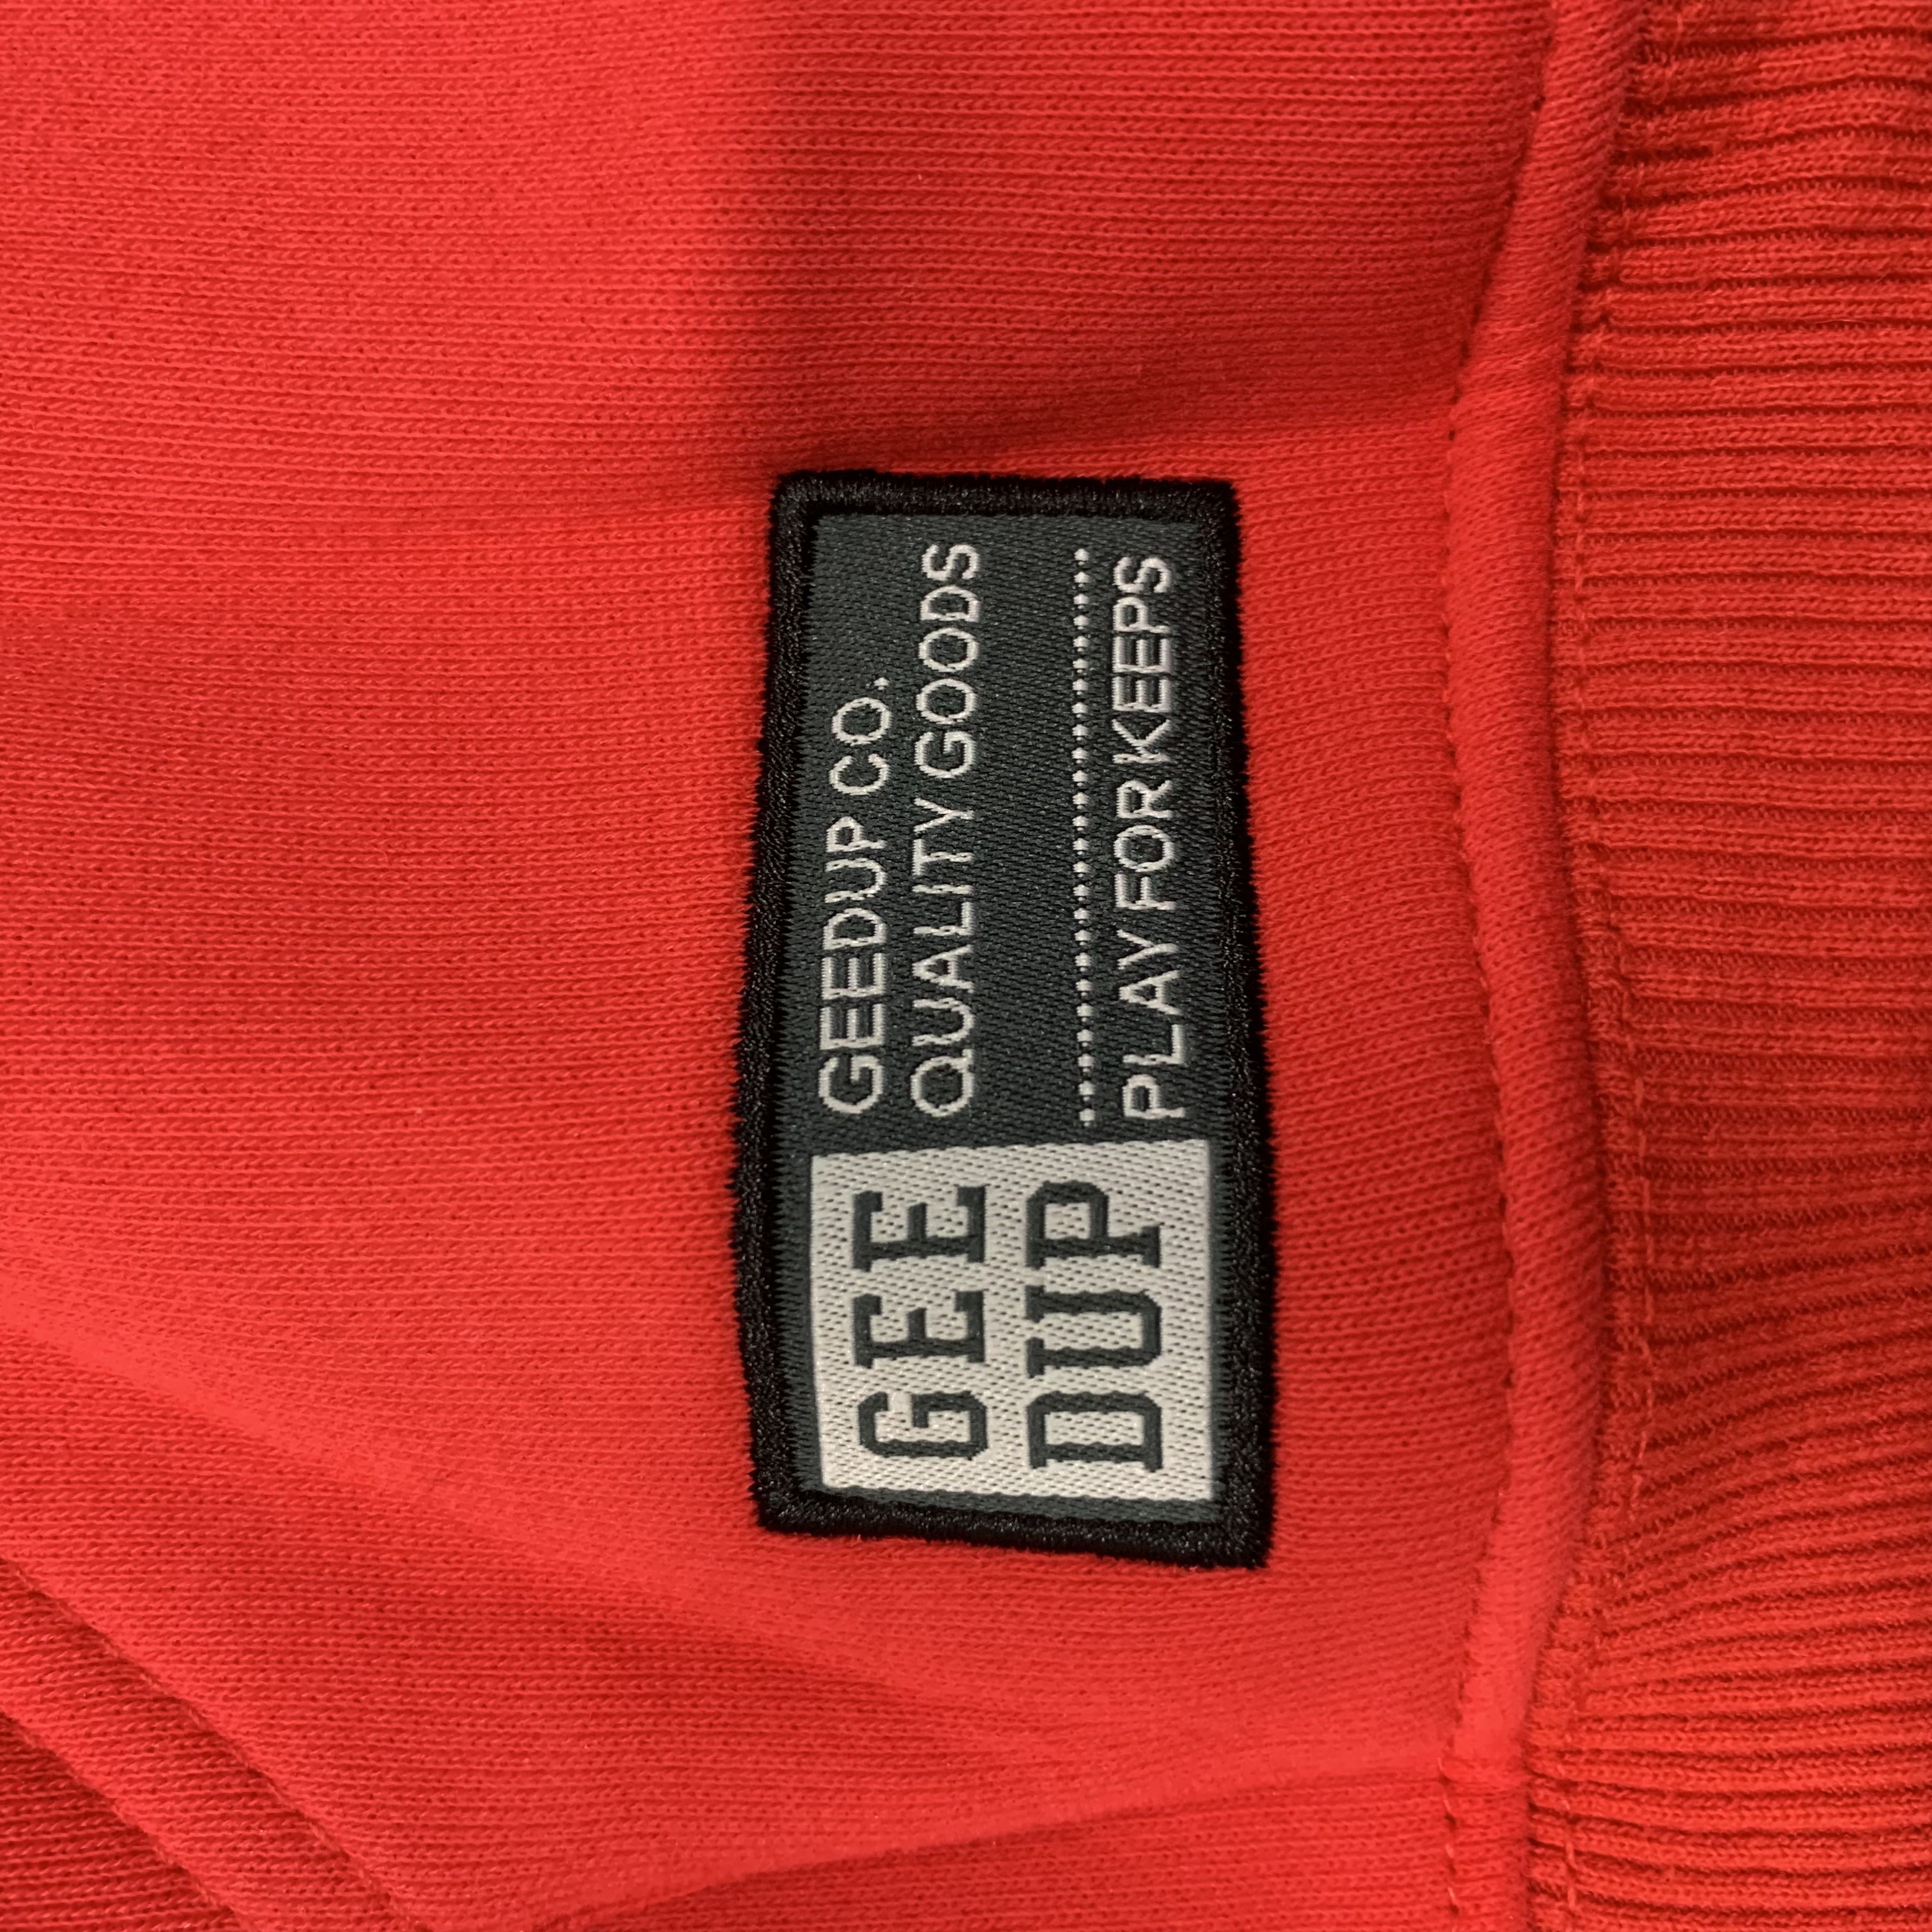 GEE
DUP
GEEDUP CO.
QUALITY GOODS
PLAY FOR KEEPS